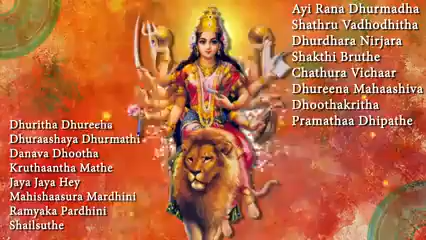 Ayi Rana Dhurmadha
Shathru Vadhodhitha
Dhurdhara Nirjara
Shakthi Bruthe
Chathura Vichaar
Dhureena Mahaashiva
Dhoothakritha
Pramathaa Dhipathe
Dhuritha Dhureeha
Dhuraashaya Dhurmathi
Danava Dhootha
Kruthaantha Mathe
Jaya Jaya Hey
Mahishaasura Mardhini
Ramyaka Pardhini
Shailsuthe